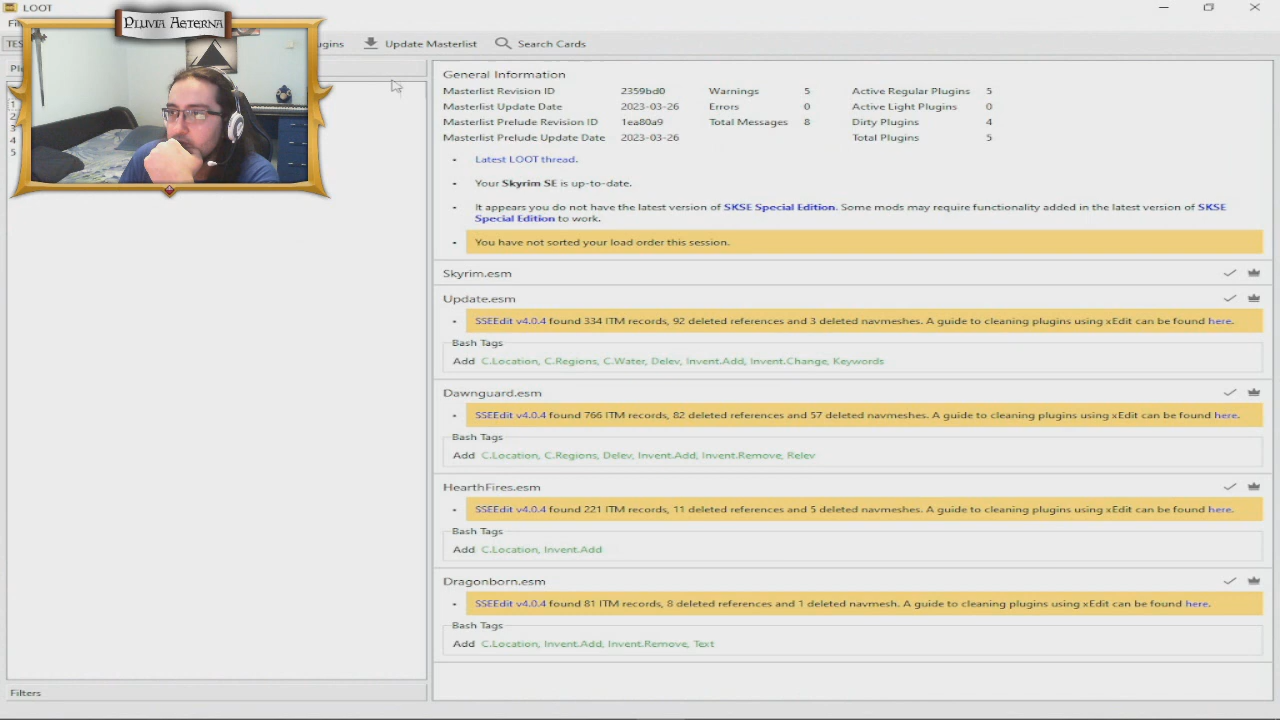 LOOT
Pluvia Aeterna
Update Masterlist
Search Cards
1
2
3
4
5
General Information
Masterlist Revision ID 2359bd0 Warnings 5 Active Regular Plugins 5
Masterlist Update Date 2023-03-26 Errors 0 Active Light Plugins 0
Masterlist Prelude Revision ID 1ea80a9 Total Messages 8 Dirty Plugins 4
Masterlist Prelude Update Date 2023-03-26 Total Plugins 5
Latest LOOT thread.
Your Skyrim SE is up-to-date.
It appears you do not have the latest version of SKSE Special Edition. Some mods may require functionality added in the latest version of SKSE
Special Edition to work.
You have not sorted your load order this session.
Skyrim.esm
Update.esm
SSEEdit v4.0.4 found 334 ITM records, 92 deleted references and 3 deleted navmeshes. A guide to cleaning plugins using xEdit can be found here.
Bash Tags
Add C.Location, C.Regions, C.Water, Delev, Invent.Add, Invent.Change, Keywords
Dawnguard.esm
SSEEdit v4.0.4 found 766 ITM records, 82 deleted references and 57 deleted navmeshes. A guide to cleaning plugins using xEdit can be found here.
Bash Tags
Add C.Location, C.Regions, Delev, Invent.Add, Invent.Remove, Relev
HearthFires.esm
SSEEdit v4.0.4 found 221 ITM records, 11 deleted references and 5 deleted navmeshes. A guide to cleaning plugins using xEdit can be found here.
Bash Tags
Add C.Location, Invent.Add
Dragonborn.esm
SSEEdit v4.0.4 found 81 ITM records, 8 deleted references and 1 deleted navmesh. A guide to cleaning plugins using xEdit can be found here.
Bash Tags
Add C.Location, Invent.Add, Invent.Remove, Text
Filters